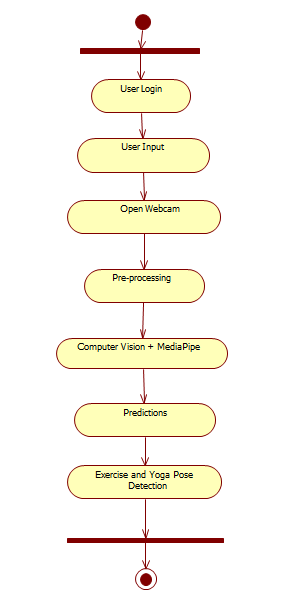 User Login
User Input
Open Webcam
Pre-processing
Computer Vision + MediaPipe
Predictions
Exercise and Yoga Pose
Detection